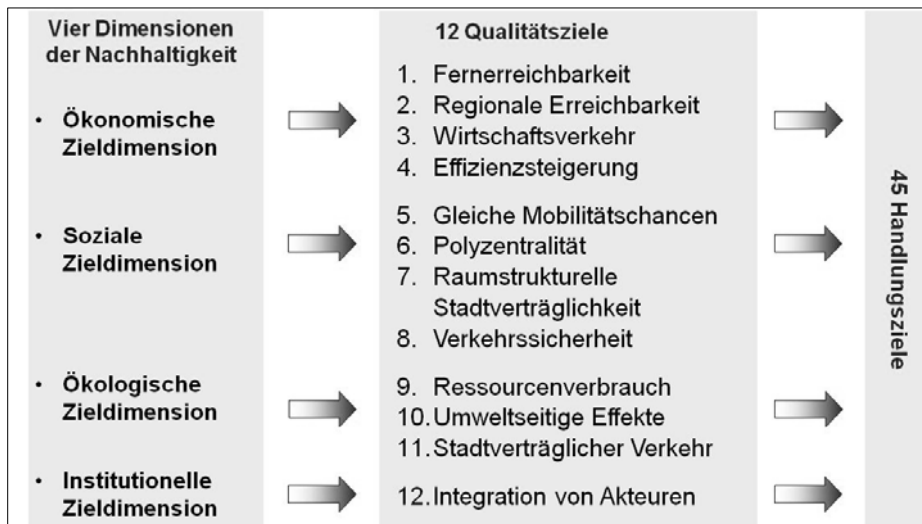 Vier Dimensionen
der Nachhaltigkeit
• Ökonomische
Zieldimension
• Soziale
Zieldimension
• Ökologische
Zieldimension
• Institutionelle
Zieldimension
12 Qualitätsziele
1. Fernerreichbarkeit
2. Regionale Erreichbarkeit
3. Wirtschaftsverkehr
4. Effizienzsteigerung
5. Gleiche Mobilitätschancen
6. Polyzentralität
7. Raumstrukturelle
Stadtverträglichkeit
8. Verkehrssicherheit
9. Ressourcenverbrauch
10. Umweltseitige Effekte
11. Stadtverträglicher Verkehr
12. Integration von Akteuren
45 Handlungsziele